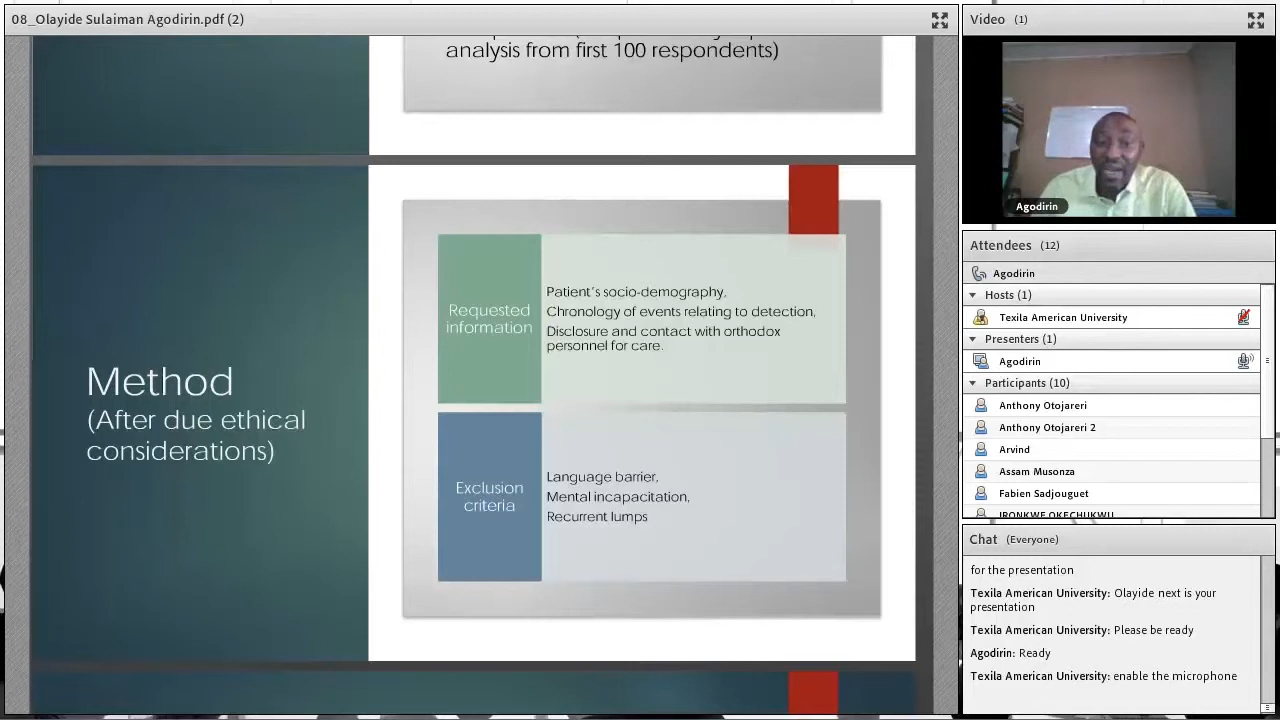 08_Olayide Sulaiman Agodirin.pdf (2)
analysis from first 100 respondents)
Method
(After due ethical
considerations)
Requested
information
Patient's socio-demography,
Chronology of events relating to detection,
Disclosure and contact with orthodox
personnel for care.
Exclusion
criteria
Language barrier,
Mental incapacitation,
Recurrent lumps
Video (1)
Agodirin
Attendees (12)
Agodirin
Hosts (1)
Texila American University
Presenters (1)
Agodirin
Participants (10)
Anthony Otojareri
Anthony Otojareri 2
Arvind
Assam Musonza
Fabien Sadjouguet
IRONKWE OKECHUKWU
Chat (Everyone)
for the presentation
Texila American University: Olayide next is your
presentation
Texila American University: Please be ready
Agodirin: Ready
Texila American University: enable the microphone